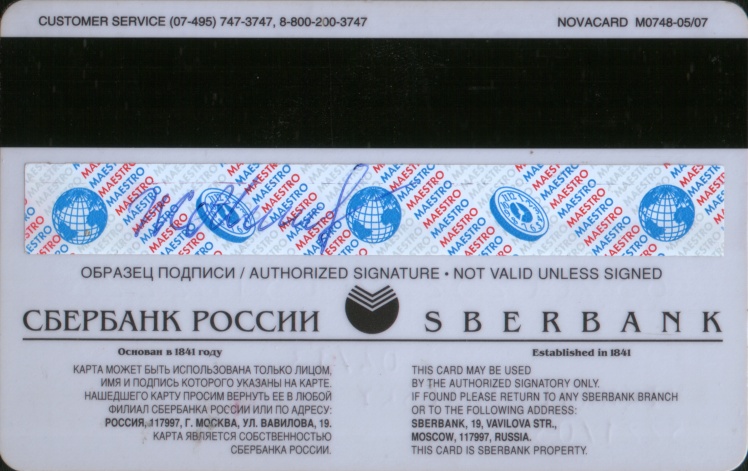 CUSTOMER SERVICE (07-495) 747-3747, 8-800-200-3747 NOVACARD M0748-05/07
MAESTRO MAESTRO MAESTRO MAESTRO MAESTRO
ОБРАЗЕЦ ПОДПИСИ / AUTHORIZED SIGNATURE • NOT VALID UNLESS SIGNED
СБЕРБАНК РОССИИ SBERBANK
Основан в 1841 году
КАРТА МОЖЕТ БЫТЬ ИСПОЛЬЗОВАНА ТОЛЬКО ЛИЦОМ,
ИМЯ И ПОДПИСЬ КОТОРОГО УКАЗАНЫ НА КАРТЕ.
НАШЕДШЕГО КАРТУ ПРОСИМ ВЕРНУТЬ ЕЕ В ЛЮБОЙ
ФИЛИАЛ СБЕРБАНКА РОССИИ ИЛИ ПО АДРЕСУ:
РОССИЯ, 117997, Г. МОСКВА, УЛ. ВАВИЛОВА, 19.
КАРТА ЯВЛЯЕТСЯ СОБСТВЕННОСТЬЮ
СБЕРБАНКА РОССИИ.
Established in 1841
THIS CARD MAY BE USED
BY THE AUTHORIZED SIGNATORY ONLY.
IF FOUND PLEASE RETURN TO ANY SBERBANK BRANCH
OR TO THE FOLLOWING ADDRESS:
SBERBANK, 19, VAVILOVA STR.,
MOSCOW, 117997, RUSSIA.
THIS CARD IS SBERBANK PROPERTY.